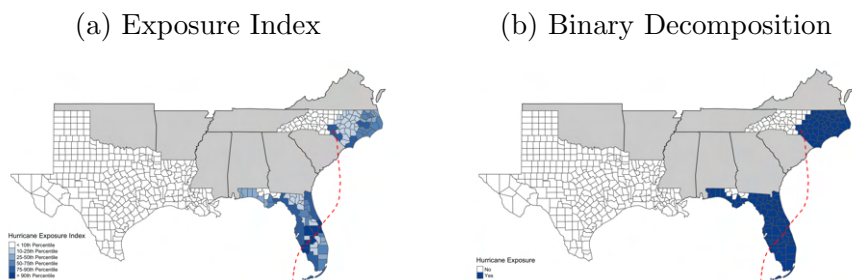 (a) Exposure Index
(b) Binary Decomposition
Hurricane Exposure Index
< 10th Percentile
10-25th Percentile
25-50th Percentile
50-75th Percentile
75-90th Percentile
> 90th Percentile
Hurricane Exposure
No
Yes